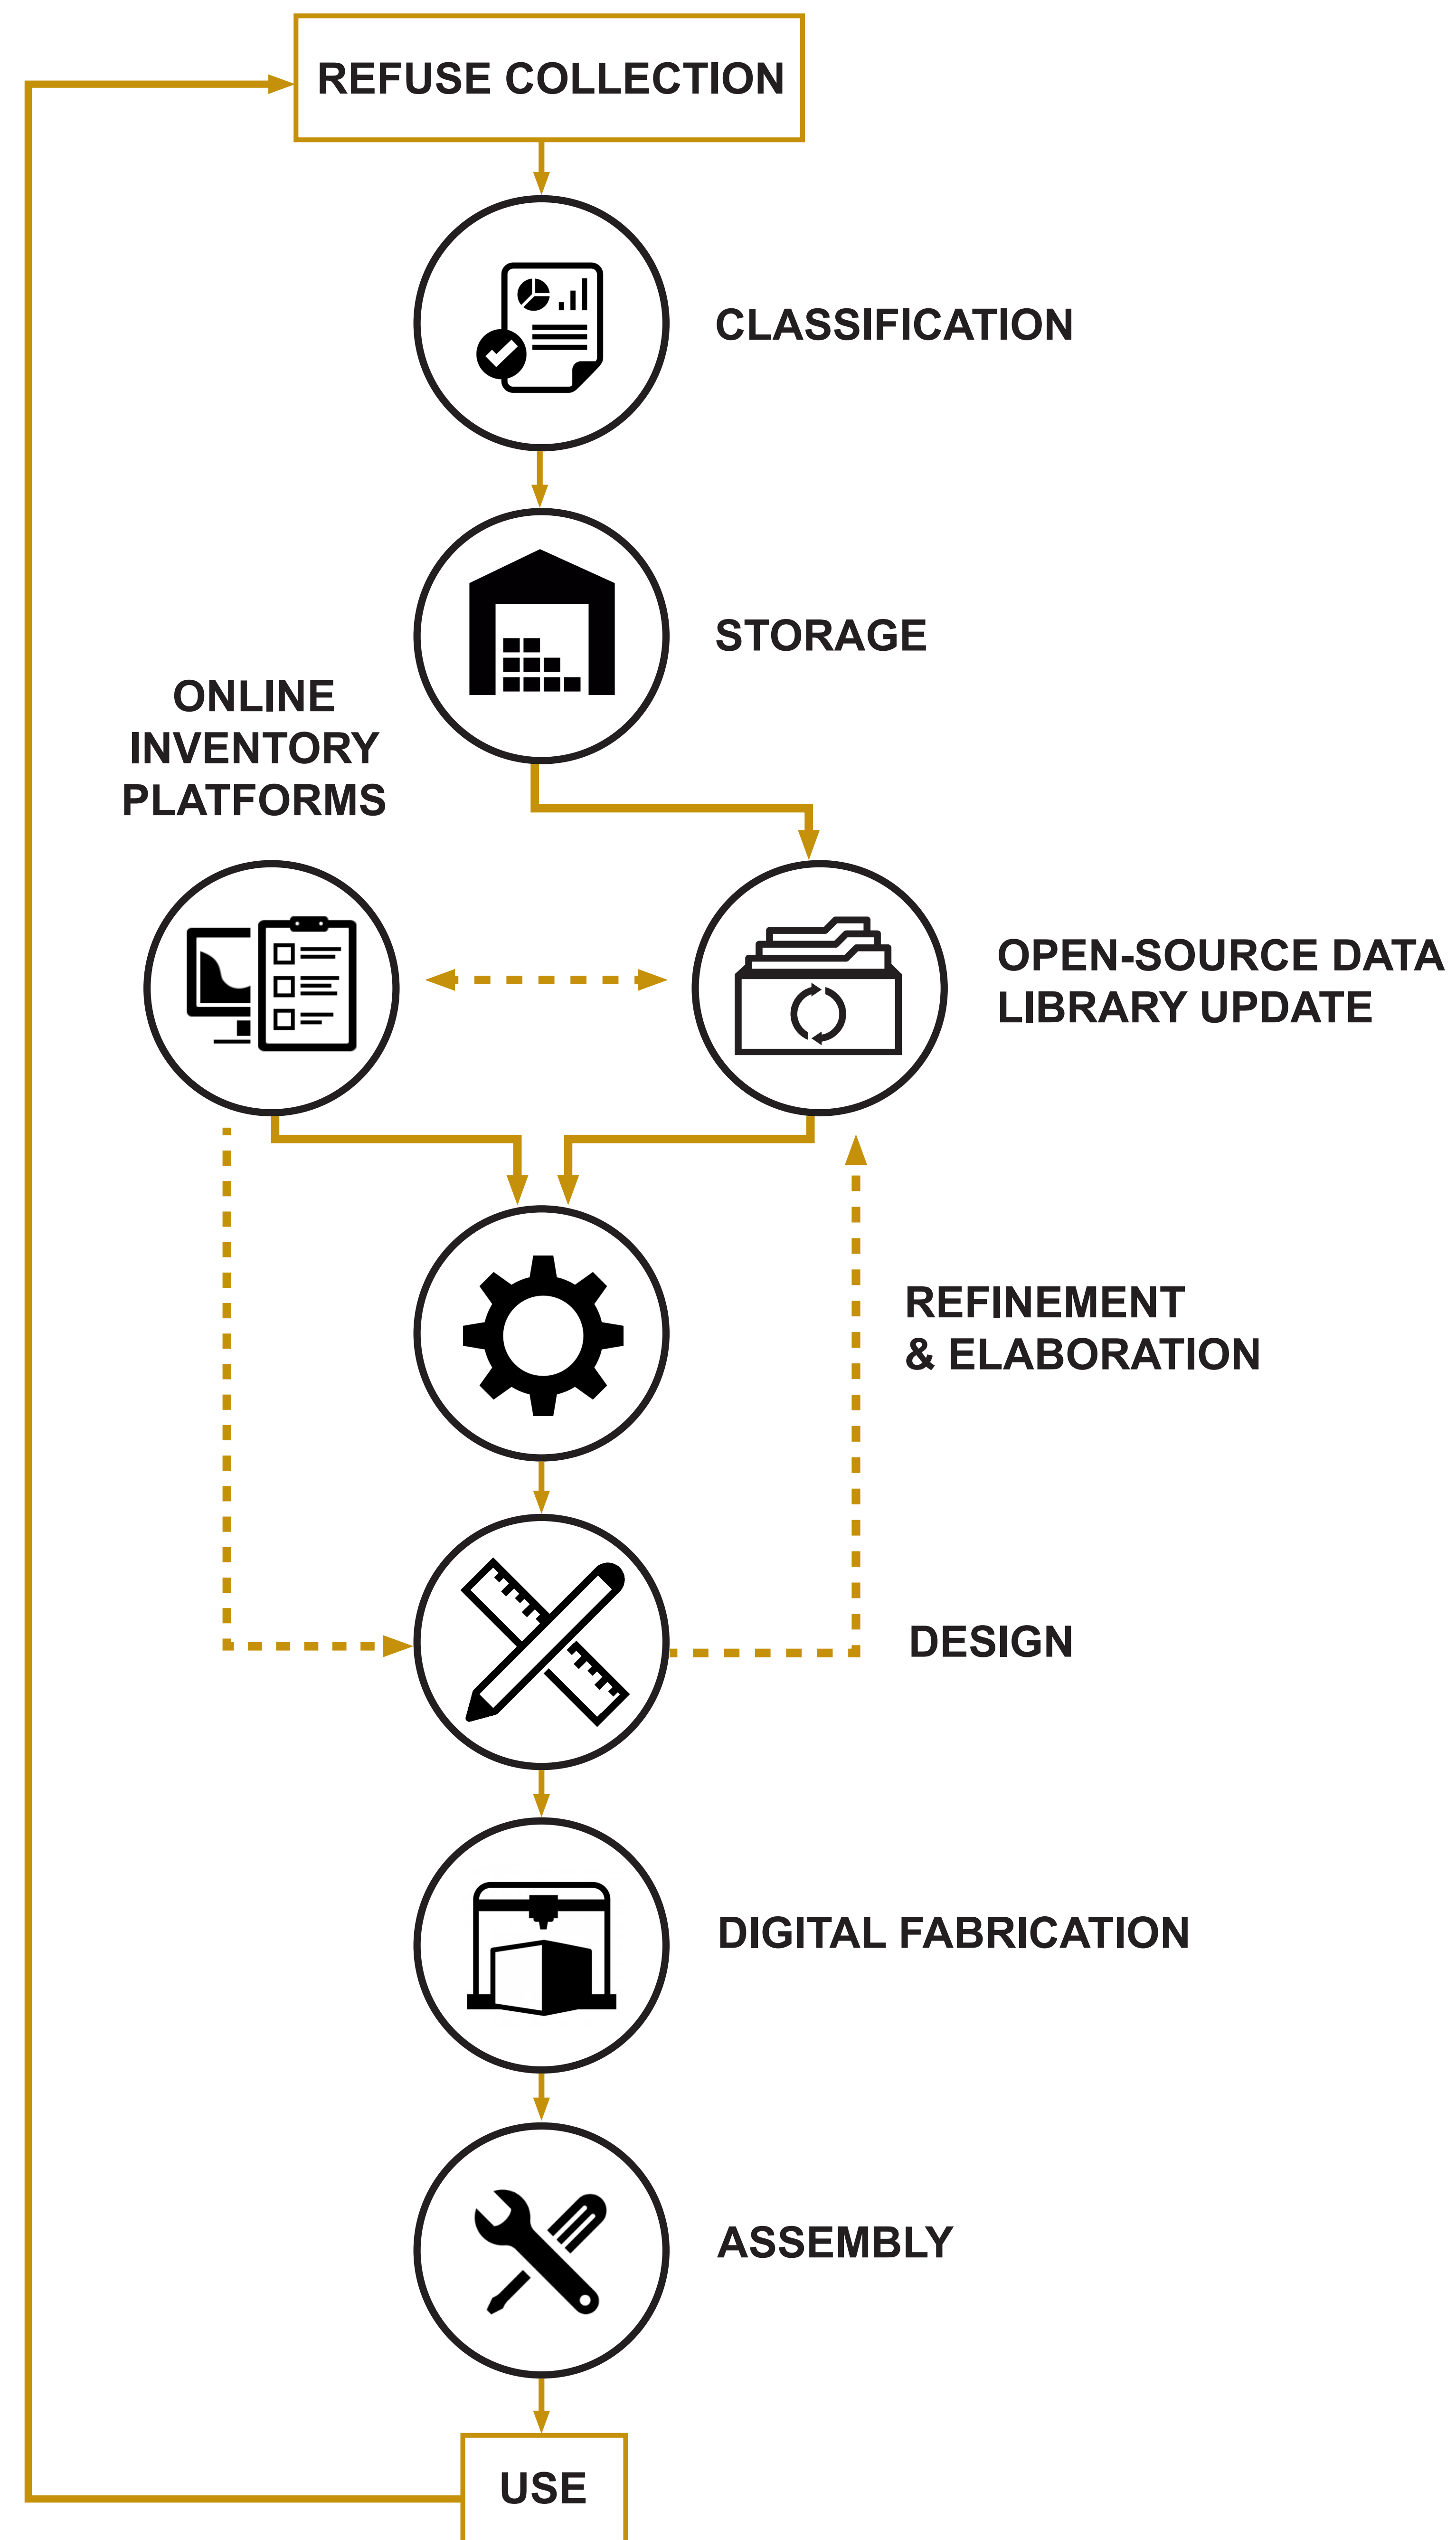 REFUSE COLLECTION
CLASSIFICATION
STORAGE
ONLINE
INVENTORY
PLATFORMS
OPEN-SOURCE DATA
LIBRARY UPDATE
REFINEMENT
& ELABORATION
DESIGN
DIGITAL FABRICATION
ASSEMBLY
USE